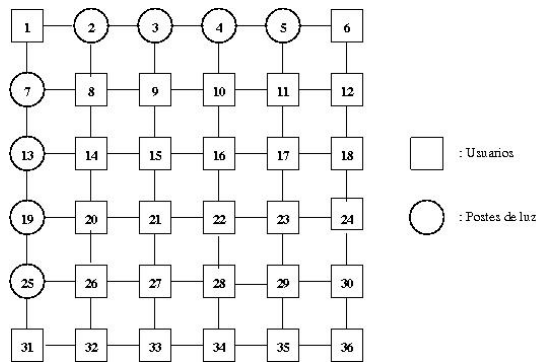 1 2 3 4 5 6
7 8 9 10 11 12
13 14 15 16 17 18
: Usuarios
19 20 21 22 23 24
: Postes de luz
25 26 27 28 29 30
31 32 33 34 35 36